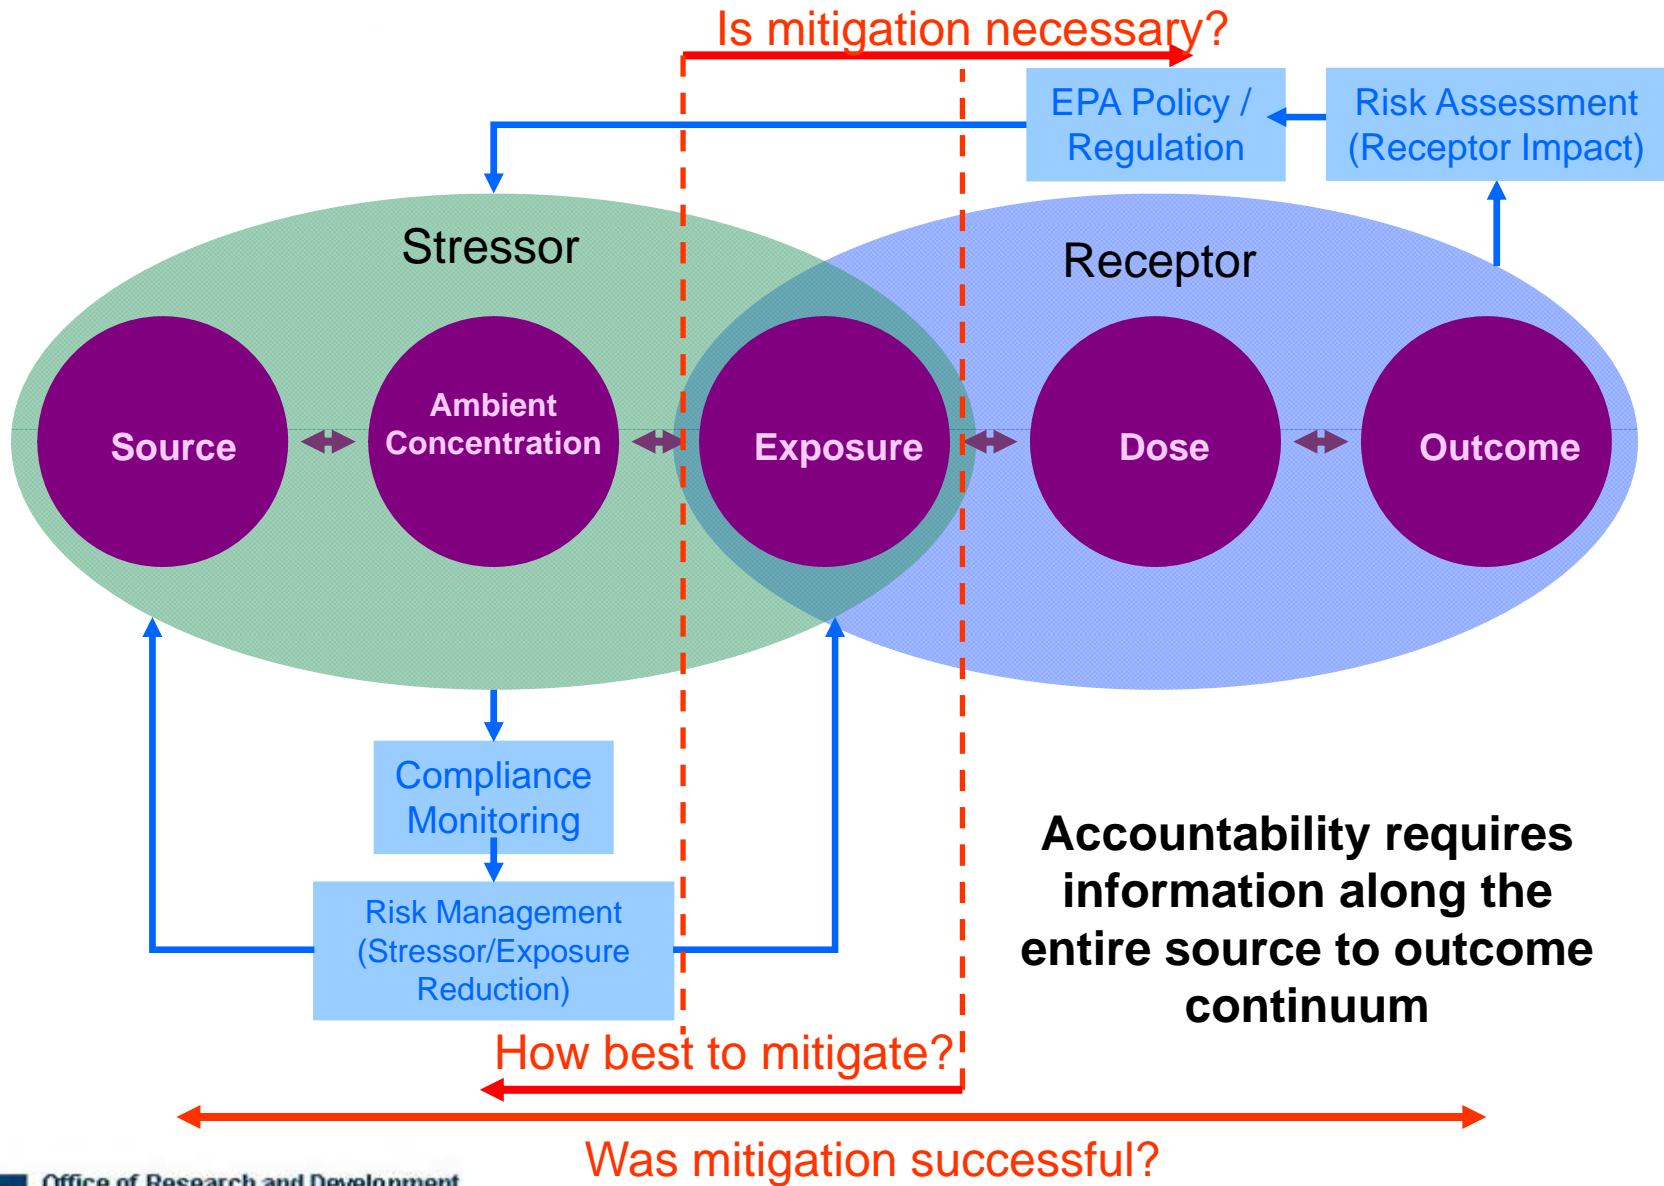 Is mitigation necessary?
EPA Policy /
Regulation
Risk Assessment
(Receptor Impact)
Stressor
Receptor
Source
Ambient
Concentration
Exposure
Dose
Outcome
Compliance
Monitoring
Risk Management
(Stressor/Exposure
Reduction)
Accountability requires
information along the
entire source to outcome
continuum
How best to mitigate?
Was mitigation successful?
Office of Research and Development